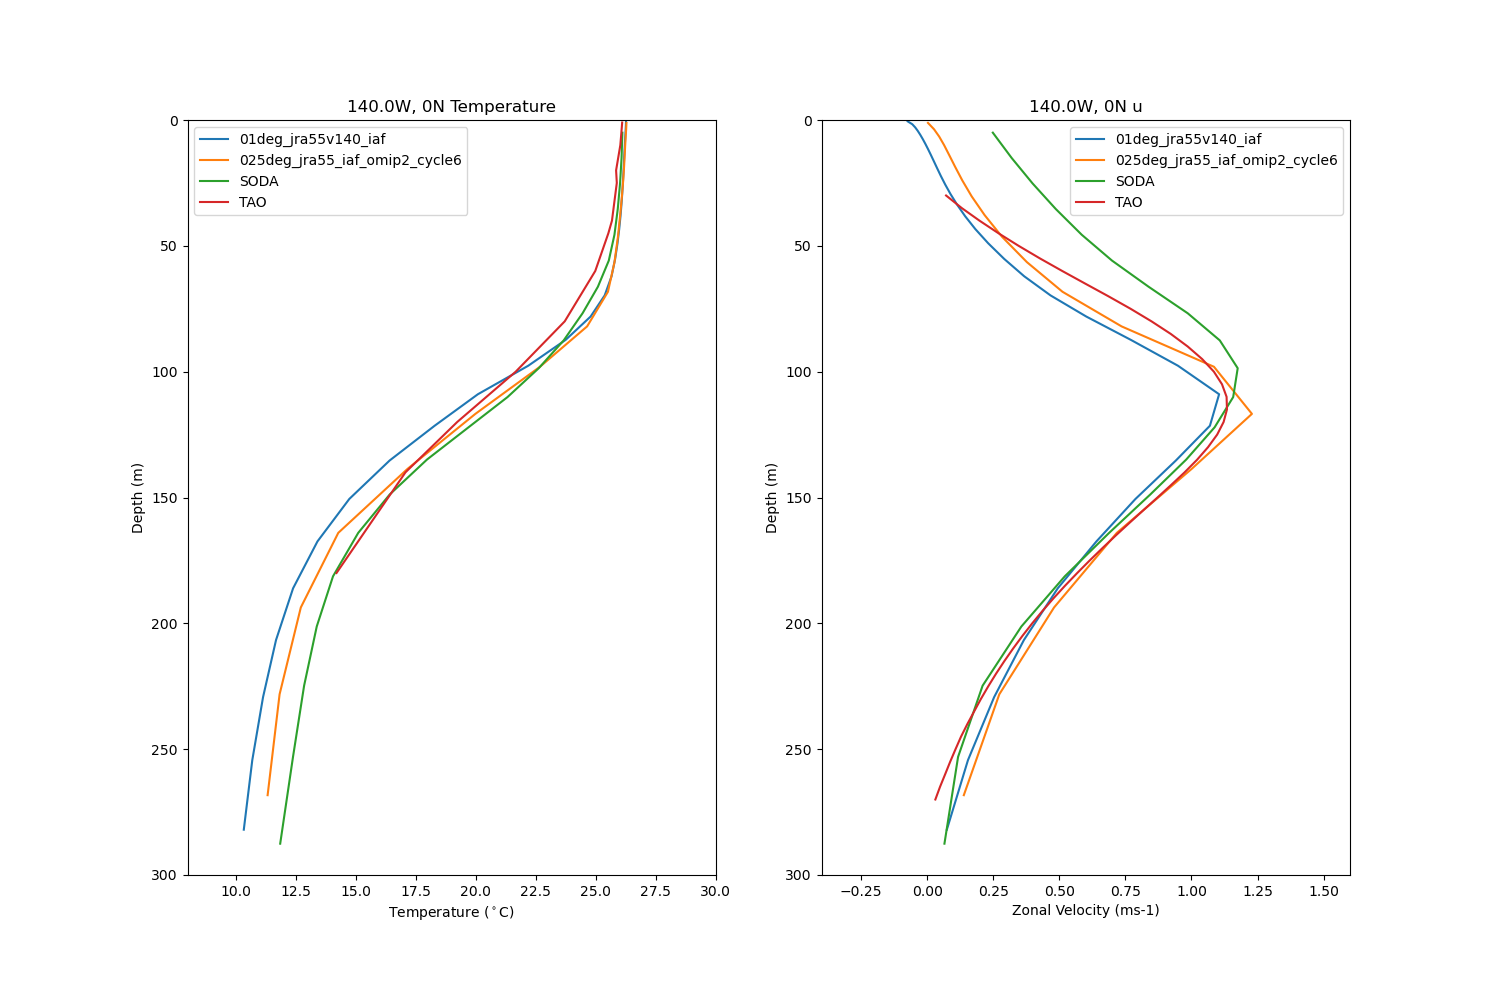 140.0W, 0N Temperature
0
50
100
150
200
250
300
Depth (m)
01deg_jra55v140_iaf
025deg_jra55_iaf_omip2_cycle6
SODA
TAO
10.0 12.5 15.0 17.5 20.0 22.5 25.0 27.5 30.0
Temperature (°C)
140.0W, 0N u
0
50
100
150
200
250
300
Depth (m)
01deg_jra55v140_iaf
025deg_jra55_iaf_omip2_cycle6
SODA
TAO
−0.25 0.00 0.25 0.50 0.75 1.00 1.25 1.50
Zonal Velocity (ms-1)